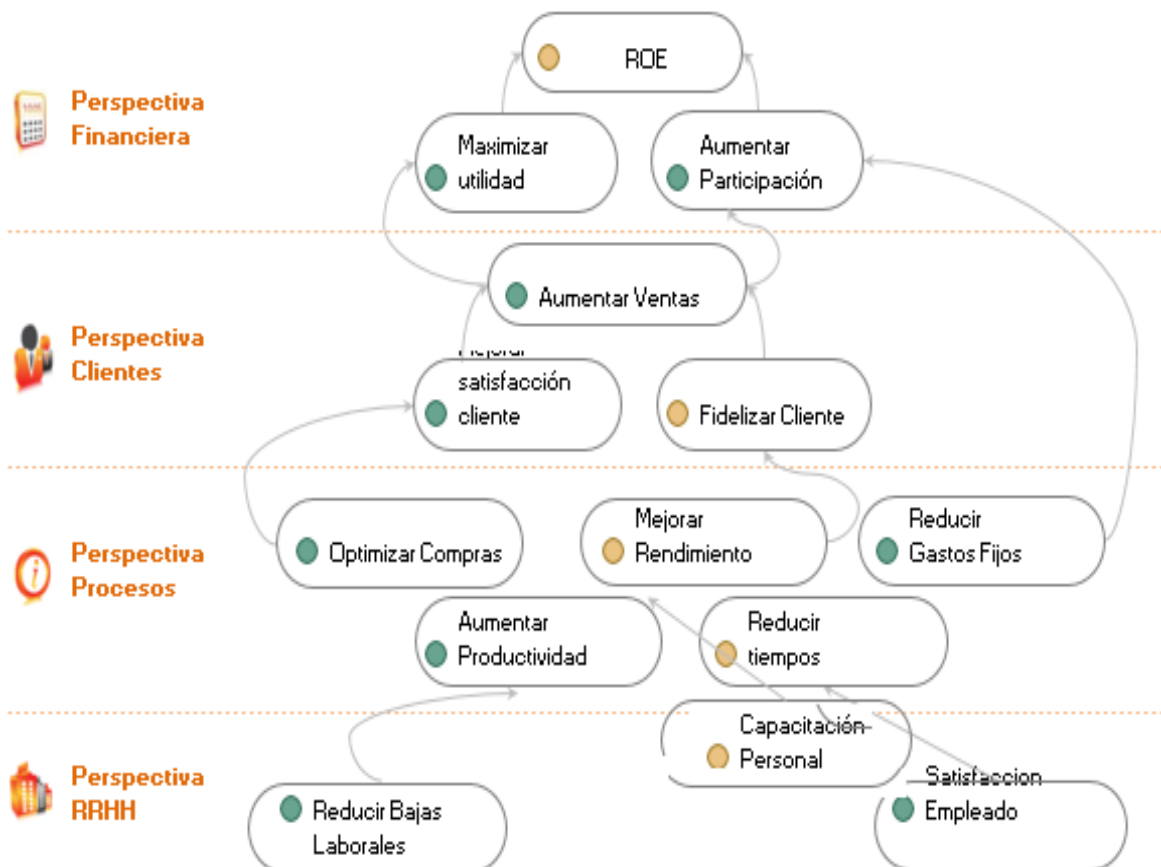 ROE
Perspectiva
Financiera
Maximizar
utilidad
Aumentar
Participación
Aumentar Ventas
Perspectiva
Clientes
Mejorar
satisfacción
cliente
Fidelizar Cliente
Perspectiva
Procesos
Optimizar Compras
Mejorar
Rendimiento
Reducir
Gastos Fijos
Aumentar
Productividad
Reducir
tiempos
Perspectiva
RRHH
Capacitación
Personal
Reducir Bajas
Laborales
Satisfaccion
Empleado